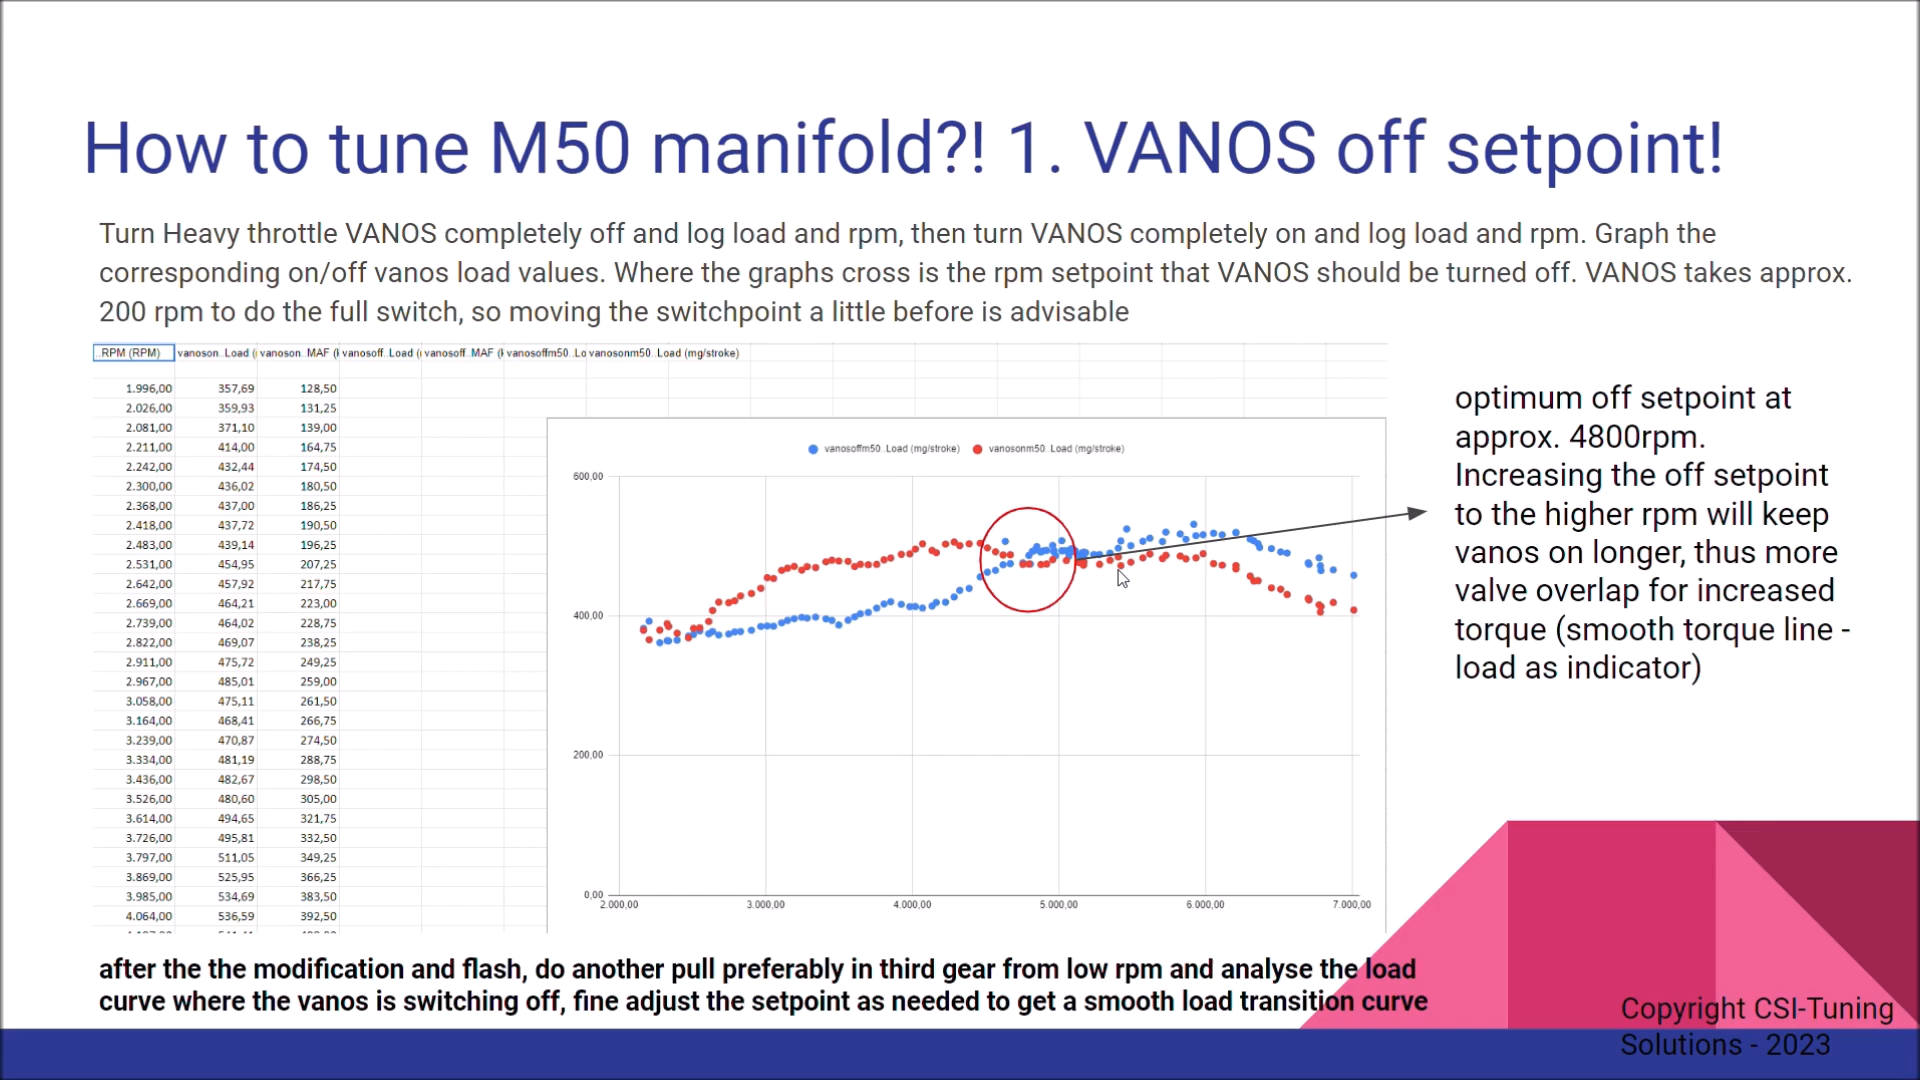 How to tune M50 manifold?! 1. VANOS off setpoint!
Turn Heavy throttle VANOS completely off and log load and rpm, then turn VANOS completely on and log load and rpm. Graph the
corresponding on/off vanos load values. Where the graphs cross is the rpm setpoint that VANOS should be turned off. VANOS takes approx.
200 rpm to do the full switch, so moving the switchpoint a little before is advisable
..RPM (RPM) vanoson..Load ( vanoson..MAF ( vanosoff..Load ( vanosoff..MAF ( vanosoffm50..Lo vanosonm50..Load (mg/stroke)
1.996,00 357,69 128,50
2.026,00 359,93 131,25
2.081,00 371,10 139,00
2.211,00 414,00 164,75
2.242,00 432,44 174,50
2.300,00 436,02 180,50
2.368,00 437,00 186,25
2.418,00 437,72 190,50
2.483,00 439,14 196,25
2.531,00 454,95 207,25
2.642,00 457,92 217,75
2.669,00 464,21 223,00
2.739,00 464,02 228,75
2.822,00 469,07 238,25
2.911,00 475,72 249,25
2.967,00 485,01 259,00
3.058,00 475,11 261,50
3.164,00 468,41 266,75
3.239,00 470,87 274,50
3.334,00 481,19 288,75
3.436,00 482,67 298,50
3.526,00 480,60 305,00
3.614,00 494,65 321,75
3.726,00 495,81 332,50
3.797,00 511,05 349,25
3.869,00 525,95 366,25
3.985,00 534,69 383,50
4.064,00 536,59 392,50
vanosoffm50..Load (mg/stroke) vanosonm50..Load (mg/stroke)
600,00
400,00
200,00
0,00
2.000,00 3.000,00 4.000,00 5.000,00 6.000,00 7.000,00
optimum off setpoint at
approx. 4800rpm.
Increasing the off setpoint
to the higher rpm will keep
vanos on longer, thus more
valve overlap for increased
torque (smooth torque line -
load as indicator)
after the the modification and flash, do another pull preferably in third gear from low rpm and analyse the load
curve where the vanos is switching off, fine adjust the setpoint as needed to get a smooth load transition curve
Copyright CSI-Tuning
Solutions - 2023